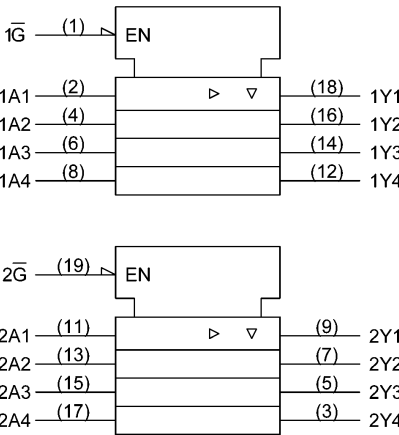 1G̅ (1) EN
1A1 (2) (18) 1Y1
1A2 (4) (16) 1Y2
1A3 (6) (14) 1Y3
1A4 (8) (12) 1Y4
2G̅ (19) EN
2A1 (11) (9) 2Y1
2A2 (13) (7) 2Y2
2A3 (15) (5) 2Y3
2A4 (17) (3) 2Y4